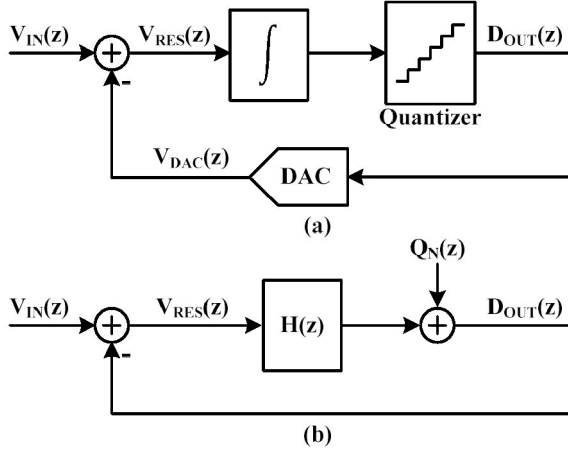 V_IN(z) V_RES(z) D_OUT(z)
+
-
∫
Quantizer
V_DAC(z) DAC
(a)
Q_N(z)
V_IN(z) V_RES(z) H(z) D_OUT(z)
+ +
-
(b)